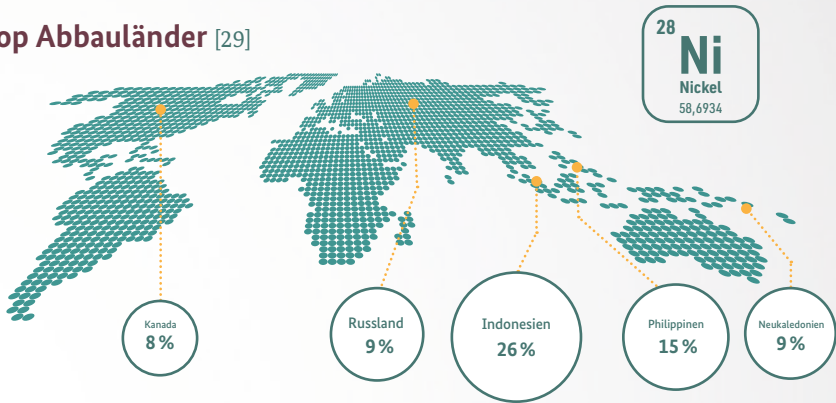 op Abbauländer [29]
28
Ni
Nickel
58,6934
Kanada
8 %
Russland
9 %
Indonesien
26 %
Philippinen
15 %
Neukaledonien
9 %